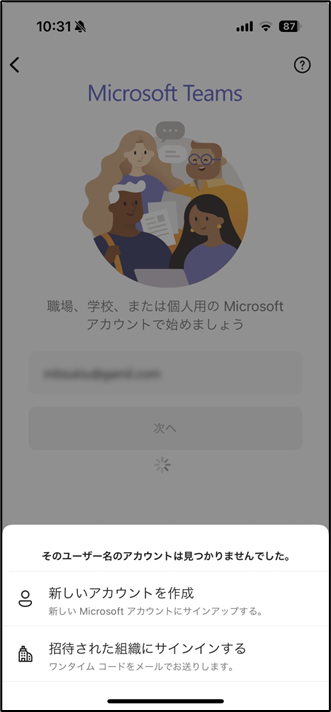 10:31
87
Microsoft Teams
職場、学校、または個人用の Microsoft
アカウントで始めましょう
次へ
そのユーザー名のアカウントは見つかりませんでした。
新しいアカウントを作成
新しい Microsoft アカウントにサインアップする。
招待された組織にサインインする
ワンタイム コードをメールでお送りします。